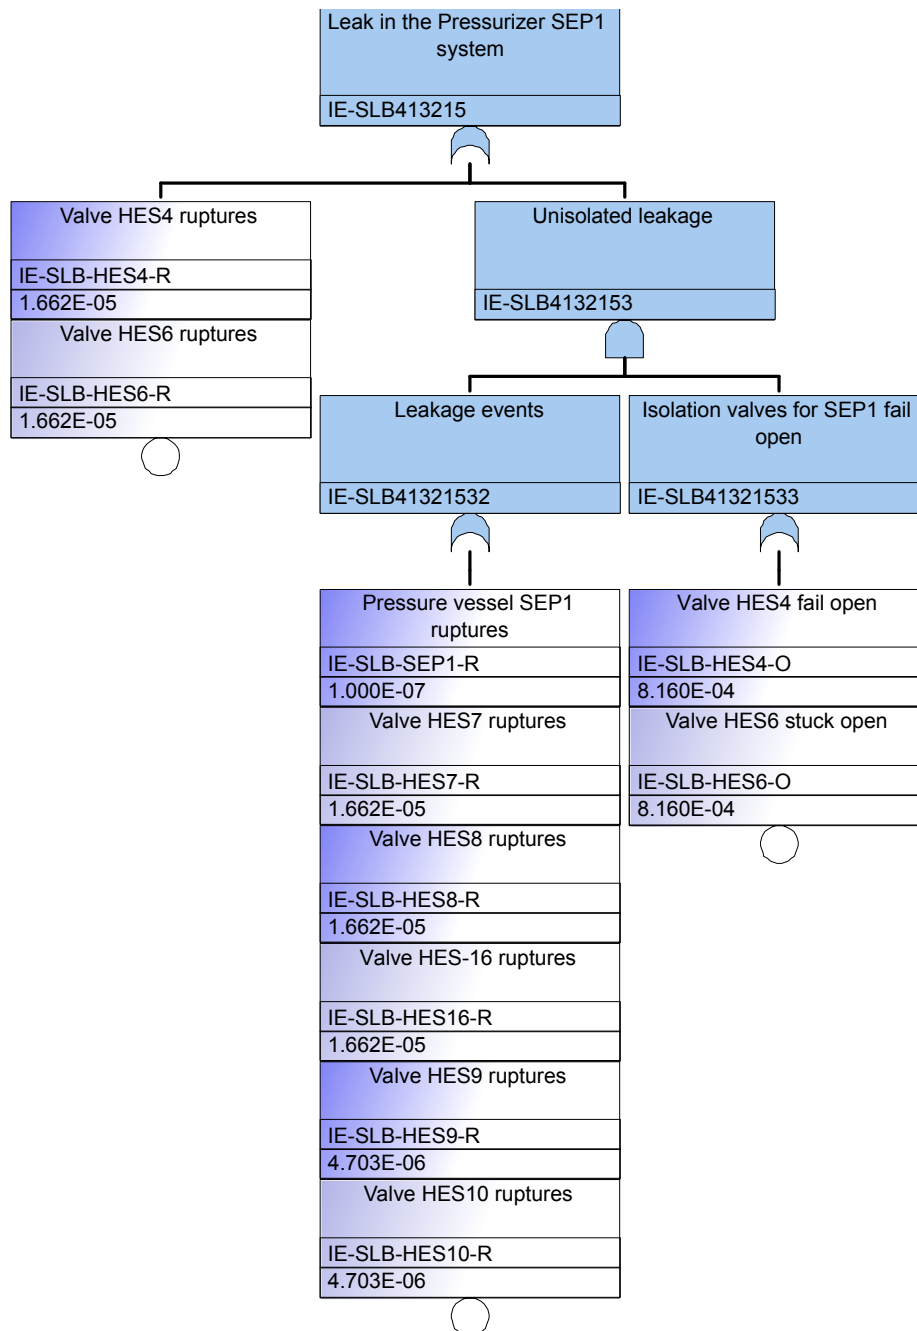 Leak in the Pressurizer SEP1
system
IE-SLB413215
Valve HES4 ruptures
IE-SLB-HES4-R
1.662E-05
Valve HES6 ruptures
IE-SLB-HES6-R
1.662E-05
Unisolated leakage
IE-SLB4132153
Leakage events
IE-SLB41321532
Isolation valves for SEP1 fail
open
IE-SLB41321533
Pressure vessel SEP1
ruptures
IE-SLB-SEP1-R
1.000E-07
Valve HES7 ruptures
IE-SLB-HES7-R
1.662E-05
Valve HES8 ruptures
IE-SLB-HES8-R
1.662E-05
Valve HES-16 ruptures
IE-SLB-HES16-R
1.662E-05
Valve HES9 ruptures
IE-SLB-HES9-R
4.703E-06
Valve HES10 ruptures
IE-SLB-HES10-R
4.703E-06
Valve HES4 fail open
IE-SLB-HES4-O
8.160E-04
Valve HES6 stuck open
IE-SLB-HES6-O
8.160E-04